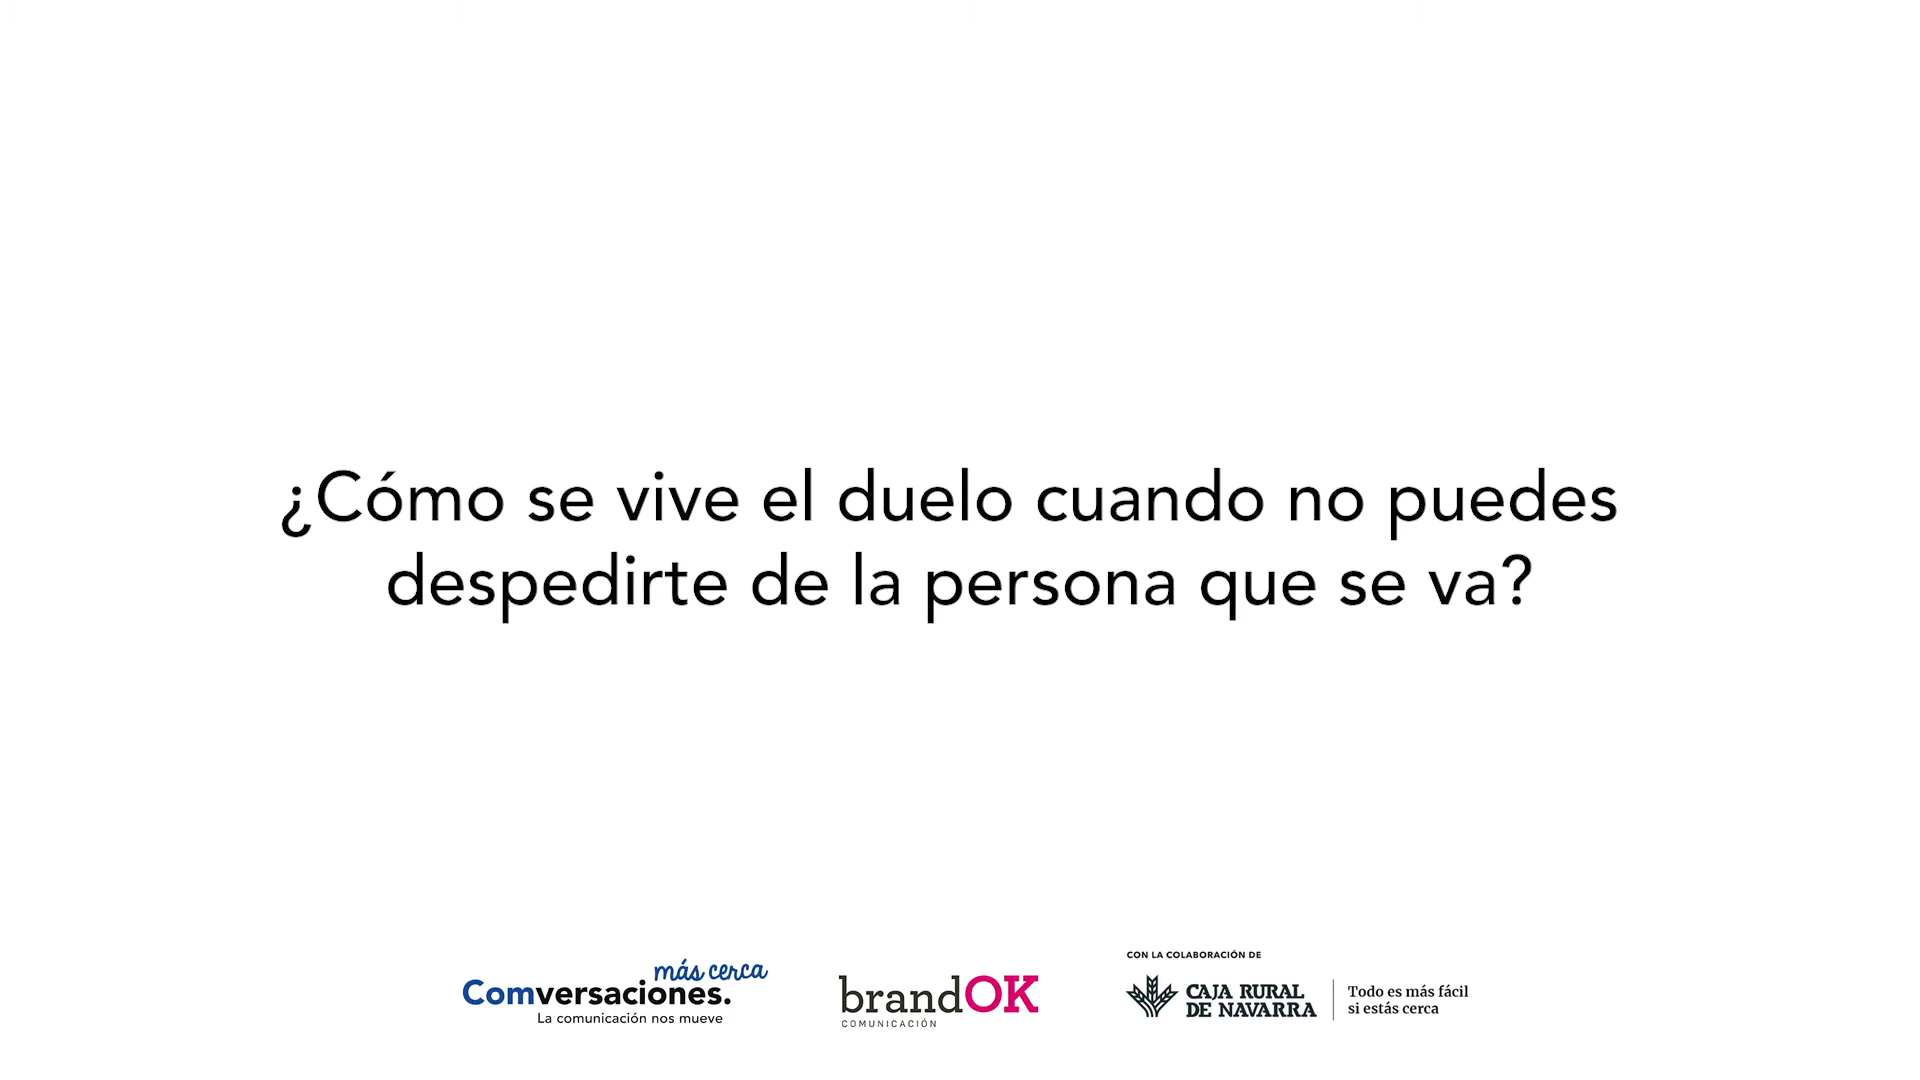 ¿Cómo se vive el duelo cuando no puedes
despedirte de la persona que se va?
más cerca
Comversaciones.
La comunicación nos mueve
brandOK
COMUNICACIÓN
CON LA COLABORACIÓN DE
CAJA RURAL
DE NAVARRA
Todo es más fácil
si estás cerca